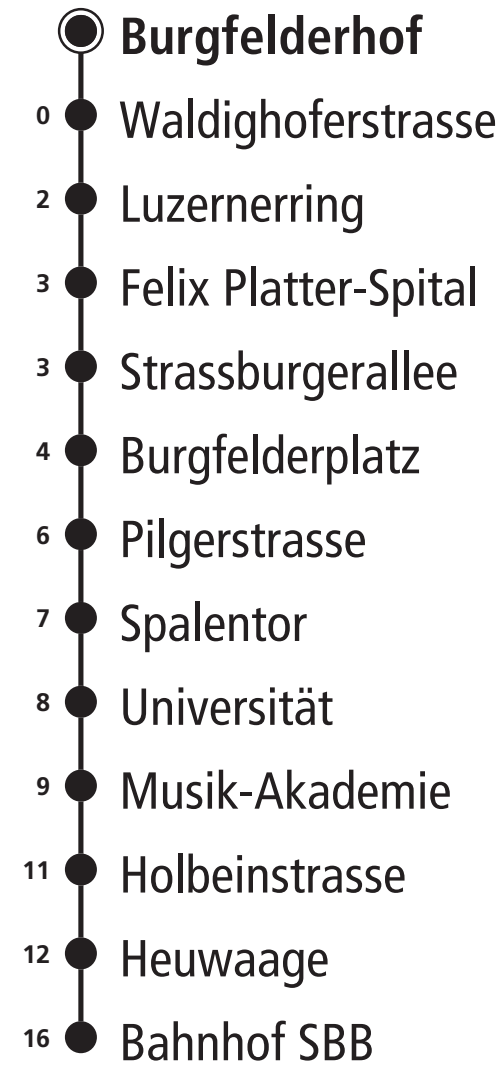 Burgfelderhof
0 Waldighoferstrasse
2 Luzernerring
3 Felix Platter-Spital
3 Strassburgerallee
4 Burgfelderplatz
6 Pilgerstrasse
7 Spalentor
8 Universität
9 Musik-Akademie
11 Holbeinstrasse
12 Heuwaage
16 Bahnhof SBB